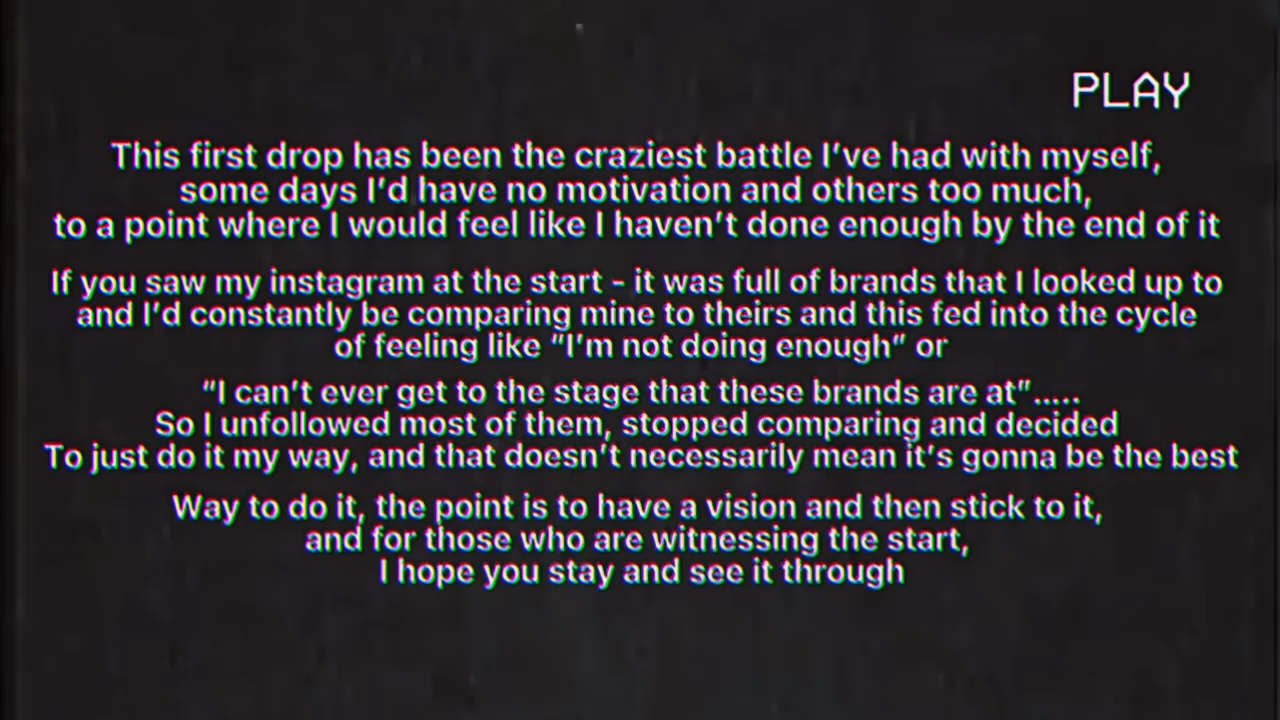 PLAY
This first drop has been the craziest battle I’ve had with myself,
some days I’d have no motivation and others too much,
to a point where I would feel like I haven’t done enough by the end of it
If you saw my instagram at the start - it was full of brands that I looked up to
and I’d constantly be comparing mine to theirs and this fed into the cycle
of feeling like “I’m not doing enough” or
“I can’t ever get to the stage that these brands are at”.....
So I unfollowed most of them, stopped comparing and decided
To just do it my way, and that doesn’t necessarily mean it’s gonna be the best
Way to do it, the point is to have a vision and then stick to it,
and for those who are witnessing the start,
I hope you stay and see it through